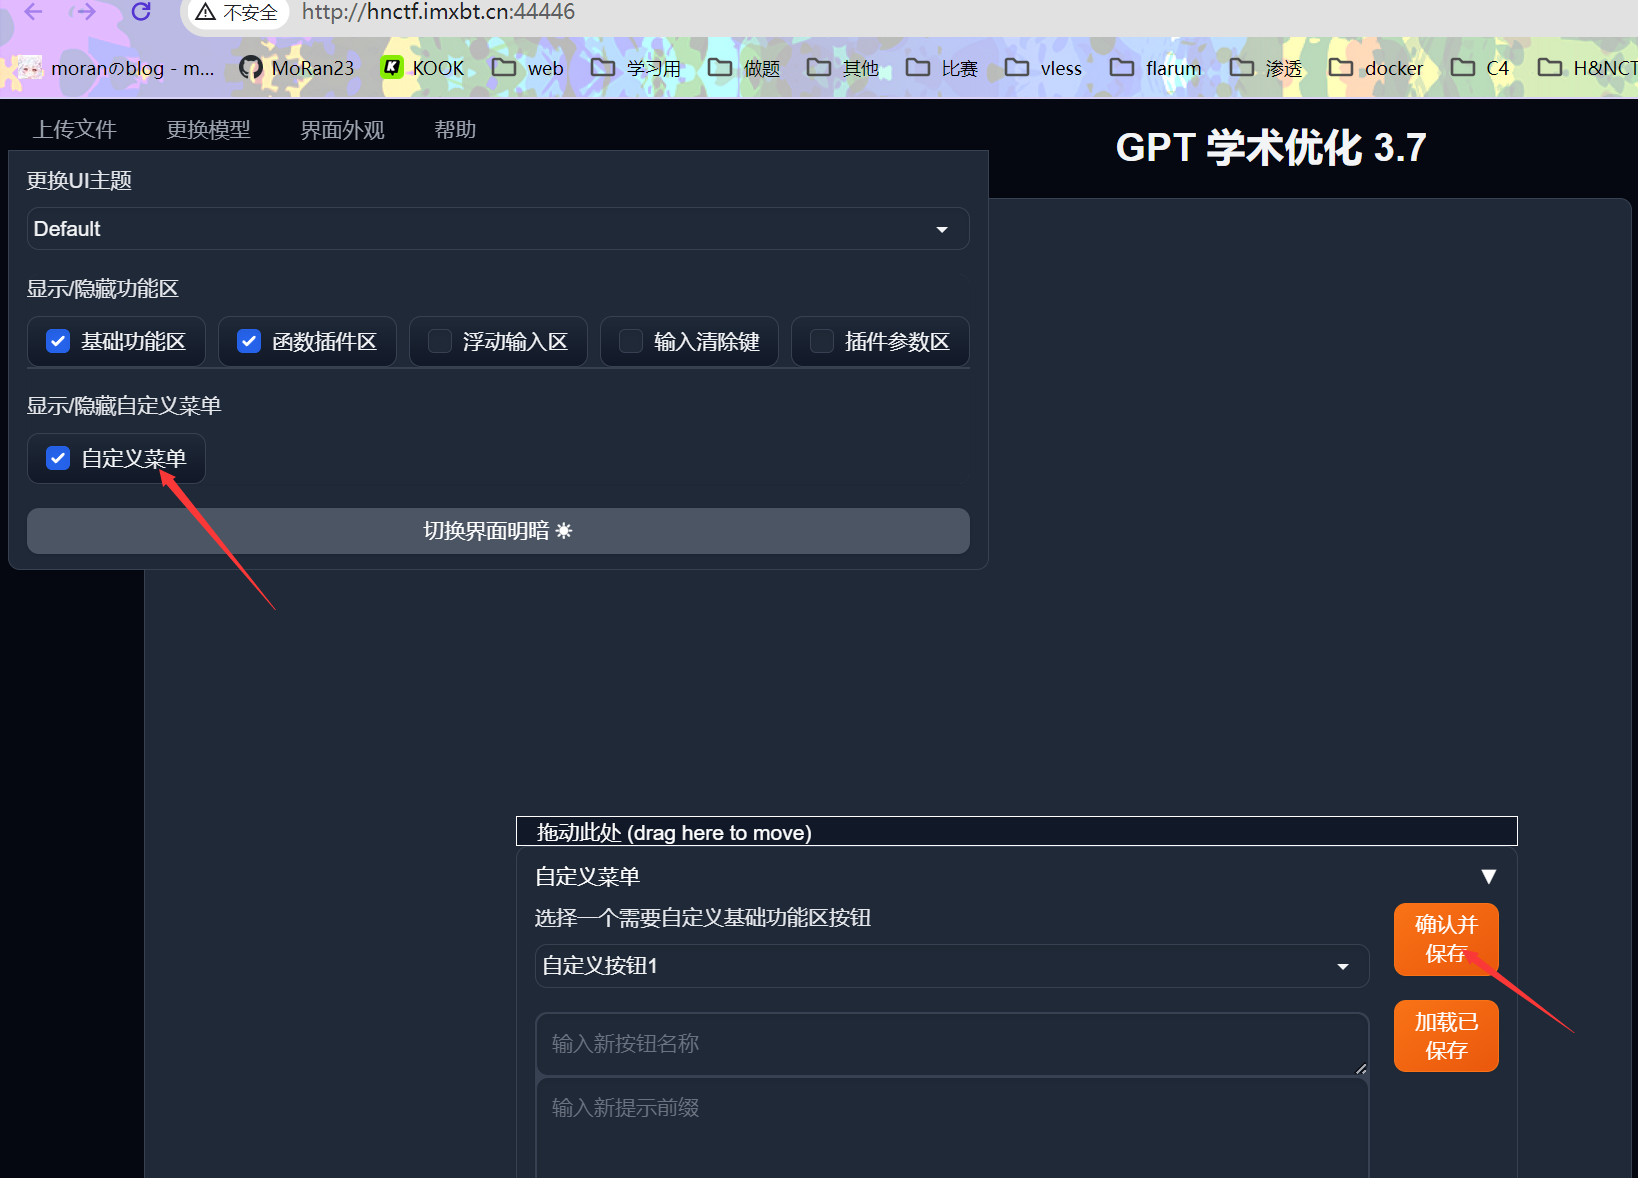 不安全 http://hnctf.imxbt.cn:44446
moranのblog - m... MoRan23 KOOK web 学习用 做题 其他 比赛 vless flarum 渗透 docker C4 H&NCT
上传文件 更换模型 界面外观 帮助
GPT 学术优化 3.7
更换UI主题
Default
显示/隐藏功能区
基础功能区 函数插件区 浮动输入区 输入清除键 插件参数区
显示/隐藏自定义菜单
自定义菜单
切换界面明暗 ☀
拖动此处 (drag here to move)
自定义菜单 ▼
选择一个需要自定义基础功能区按钮
自定义按钮1
确认并
保存
输入新按钮名称
加载已
保存
输入新提示前缀